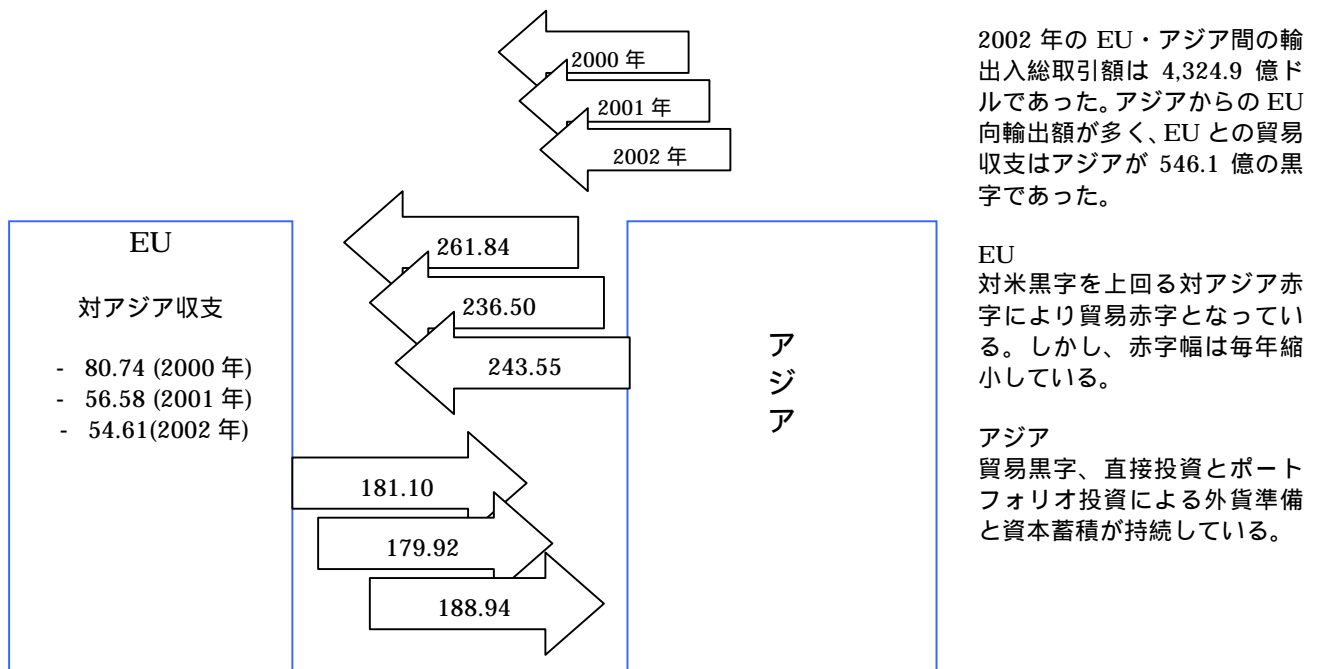 2000 年
2001 年
2002 年
EU
対アジア収支
- 80.74 (2000 年)
- 56.58 (2001 年)
- 54.61(2002 年)
261.84
236.50
243.55
181.10
179.92
188.94
アジア
2002 年の EU・アジア間の輸
出入総取引額は 4,324.9 億ド
ルであった。アジアからの EU
向輸出額が多く、EU との貿易
収支はアジアが 546.1 億の黒
字であった。
EU
対米黒字を上回る対アジア赤
字により貿易赤字となってい
る。しかし、赤字幅は毎年縮
小している。
アジア
貿易黒字、直接投資とポート
フォリオ投資による外貨準備
と資本蓄積が持続している。